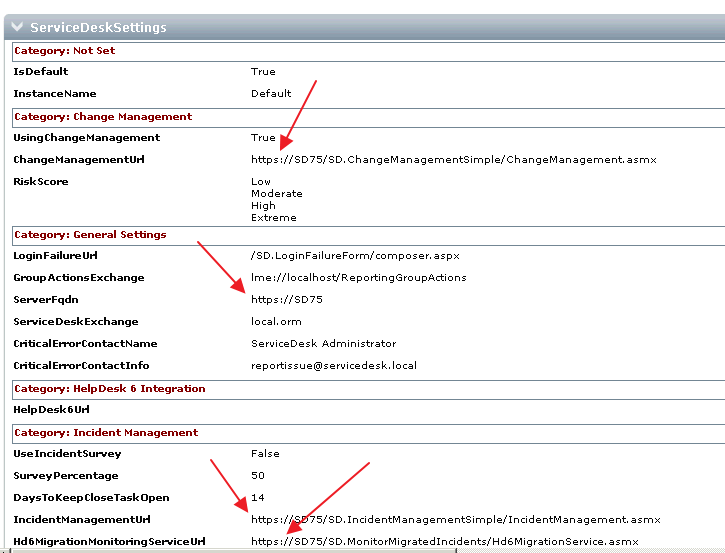 ServiceDeskSettings
Category: Not Set
IsDefault True
InstanceName Default
Category: Change Management
UsingChangeManagement True
ChangeManagementUrl https://SD75/SD.ChangeManagementSimple/ChangeManagement.asmx
RiskScore Low
Moderate
High
Extreme
Category: General Settings
LoginFailureUrl /SD.LoginFailureForm/composer.aspx
GroupActionsExchange lme://localhost/ReportingGroupActions
ServerFqdn https://SD75
ServiceDeskExchange local.orm
CriticalErrorContactName ServiceDesk Administrator
CriticalErrorContactInfo reportissue@servicedesk.local
Category: HelpDesk 6 Integration
HelpDesk6Url
Category: Incident Management
UseIncidentSurvey False
SurveyPercentage 50
DaysToKeepCloseTaskOpen 14
IncidentManagementUrl https://SD75/SD.IncidentManagementSimple/IncidentManagement.asmx
Hd6MigrationMonitoringServiceUrl https://SD75/SD.MonitorMigratedIncidents/Hd6MigrationService.asmx